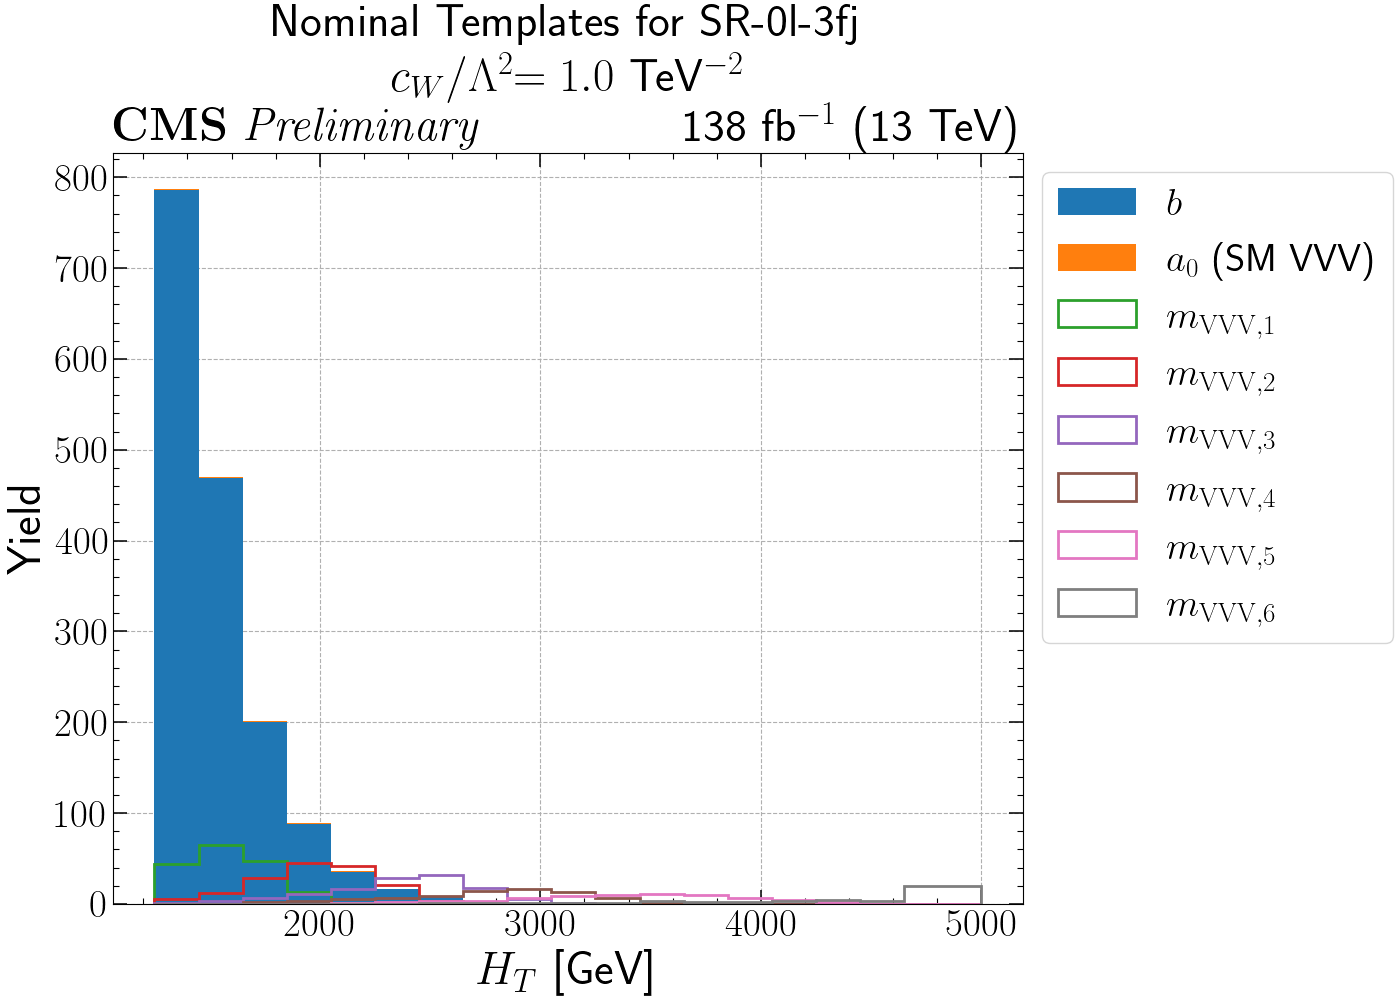 Nominal Templates for SR-0l-3fj
c_W/Λ²= 1.0 TeV⁻²
CMS Preliminary 138 fb⁻¹ (13 TeV)
800
700
600
500
400
300
200
100
0
Yield
2000 3000 4000 5000
H_T [GeV]
b
a₀ (SM VVV)
m_VVV,1
m_VVV,2
m_VVV,3
m_VVV,4
m_VVV,5
m_VVV,6